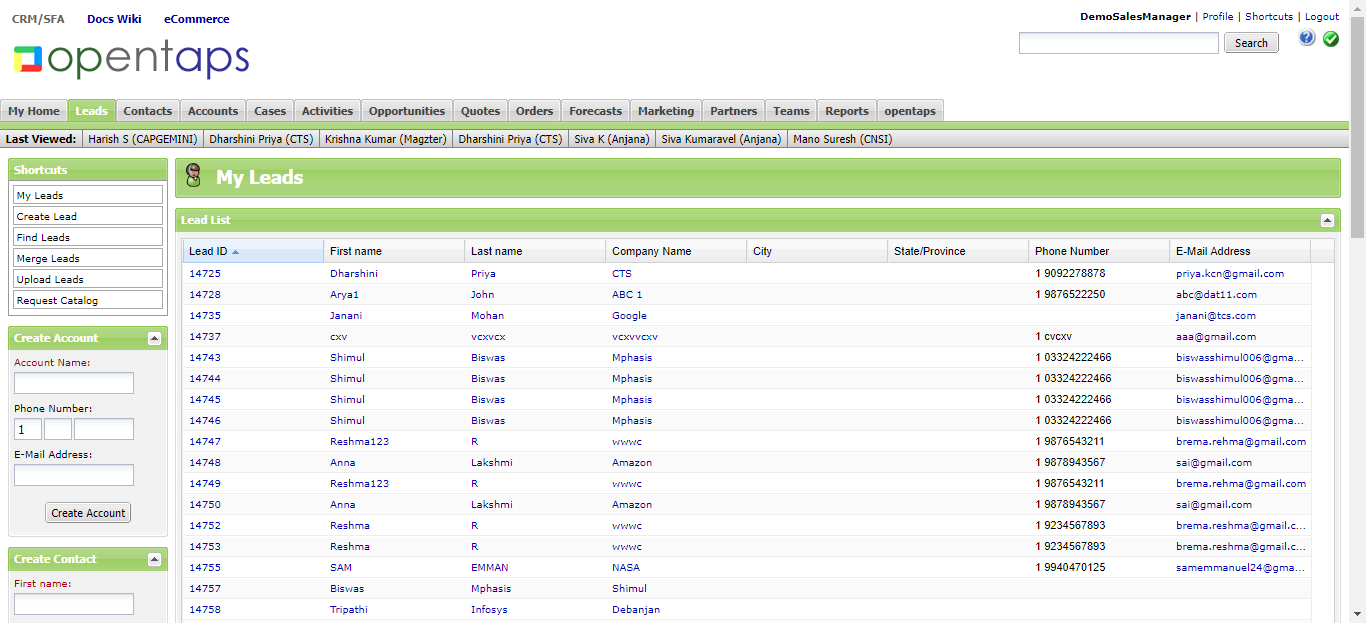 CRM/SFA Docs Wiki eCommerce
DemoSalesManager | Profile | Shortcuts | Logout
opentaps
Search
My Home Leads Contacts Accounts Cases Activities Opportunities Quotes Orders Forecasts Marketing Partners Teams Reports opentaps
Last Viewed: Harish S (CAPGEMINI) Dharshini Priya (CTS) Krishna Kumar (Magzter) Dharshini Priya (CTS) Siva K (Anjana) Siva Kumaravel (Anjana) Mano Suresh (CNSI)
Shortcuts
My Leads
Create Lead
Find Leads
Merge Leads
Upload Leads
Request Catalog
Create Account
Account Name:
Phone Number:
1
E-Mail Address:
Create Account
Create Contact
First name:
My Leads
Lead List
Lead ID First name Last name Company Name City State/Province Phone Number E-Mail Address
14725 Dharshini Priya CTS 1 9092278878 priya.kcn@gmail.com
14728 Arya1 John ABC 1 1 9876522250 abc@dat11.com
14735 Janani Mohan Google janani@tcs.com
14737 cxv vcxvcx vcxvvcxv 1 cvcxv aaa@gmail.com
14743 Shimul Biswas Mphasis 1 03324222466 biswasshimul006@gma...
14744 Shimul Biswas Mphasis 1 03324222466 biswasshimul006@gma...
14745 Shimul Biswas Mphasis 1 03324222466 biswasshimul006@gma...
14746 Shimul Biswas Mphasis 1 03324222466 biswasshimul006@gma...
14747 Reshma123 R wwwc 1 9876543211 brema.rehma@gmail.com
14748 Anna Lakshmi Amazon 1 9878943567 sai@gmail.com
14749 Reshma123 R wwwc 1 9876543211 brema.rehma@gmail.com
14750 Anna Lakshmi Amazon 1 9878943567 sai@gmail.com
14752 Reshma R wwwc 1 9234567893 brema.reshma@gmail.c...
14753 Reshma R wwwc 1 9234567893 brema.reshma@gmail.c...
14755 SAM EMMAN NASA 1 9940470125 samemmanuel24@gma...
14757 Biswas Mphasis Shimul
14758 Tripathi Infosys Debanjan